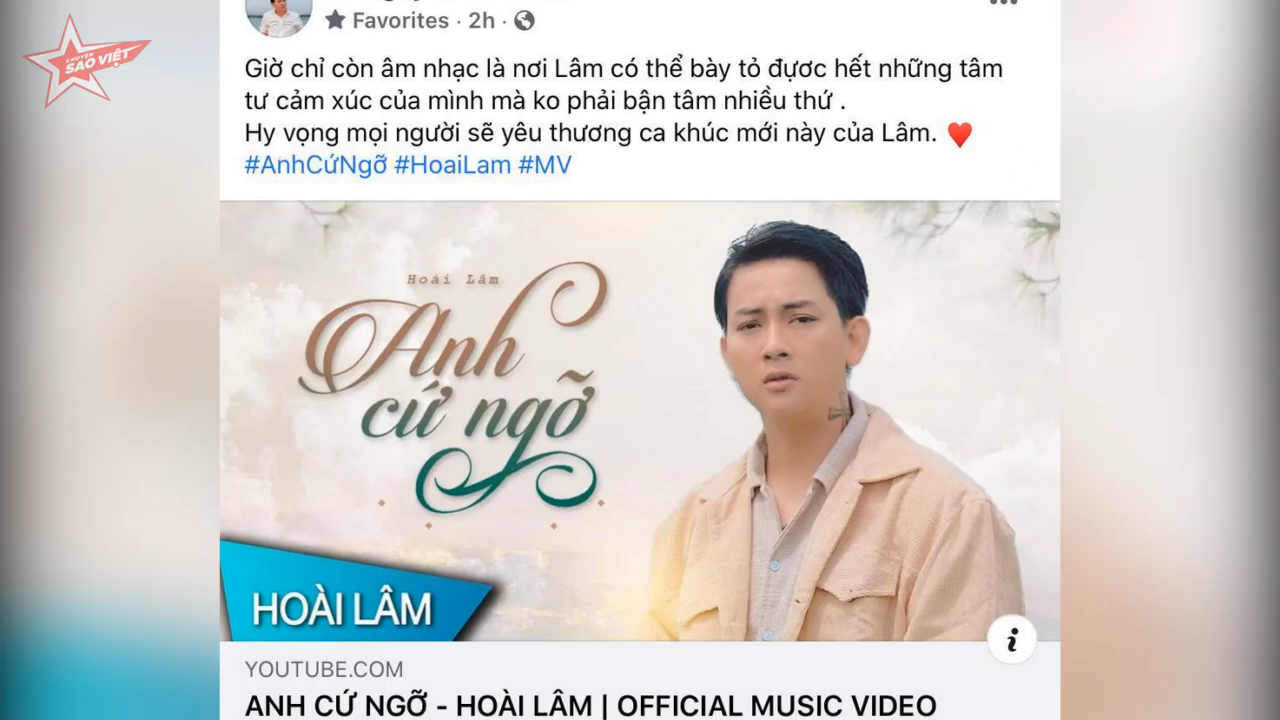 CHUYỆN
SAO VIỆT
Favorites · 2h ·
Giờ chỉ còn âm nhạc là nơi Lâm có thể bày tỏ đựơc hết những tâm
tư cảm xúc của mình mà ko phải bận tâm nhiều thứ .
Hy vọng mọi người sẽ yêu thương ca khúc mới này của Lâm. ❤️
#AnhCứNgỡ #HoaiLam #MV
Hoài Lâm
Anh
cứ ngỡ
HOÀI LÂM
YOUTUBE.COM
ANH CỨ NGỠ - HOÀI LÂM | OFFICIAL MUSIC VIDEO